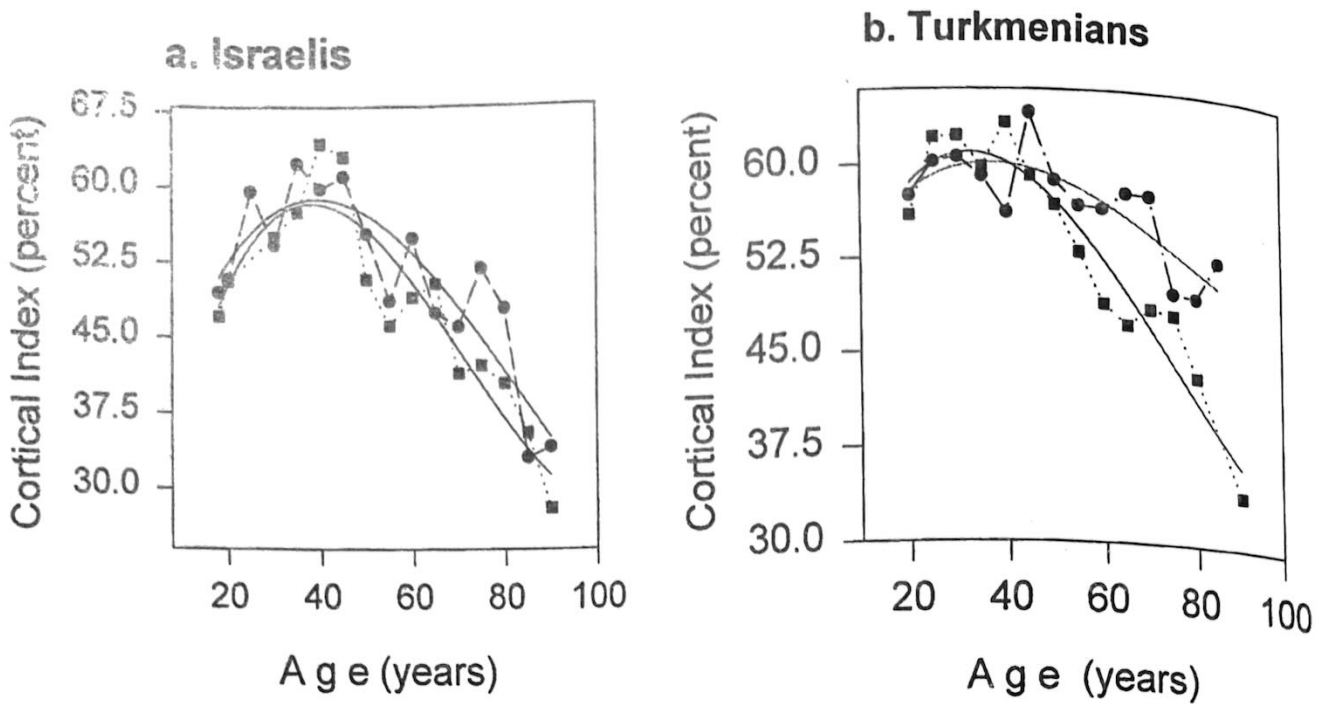 a. Israelis
Cortical Index (percent)
67.5
60.0
52.5
45.0
37.5
30.0
20 40 60 80 100
A g e (years)
b. Turkmenians
Cortical Index (percent)
60.0
52.5
45.0
37.5
30.0
20 40 60 80 100
A g e (years)